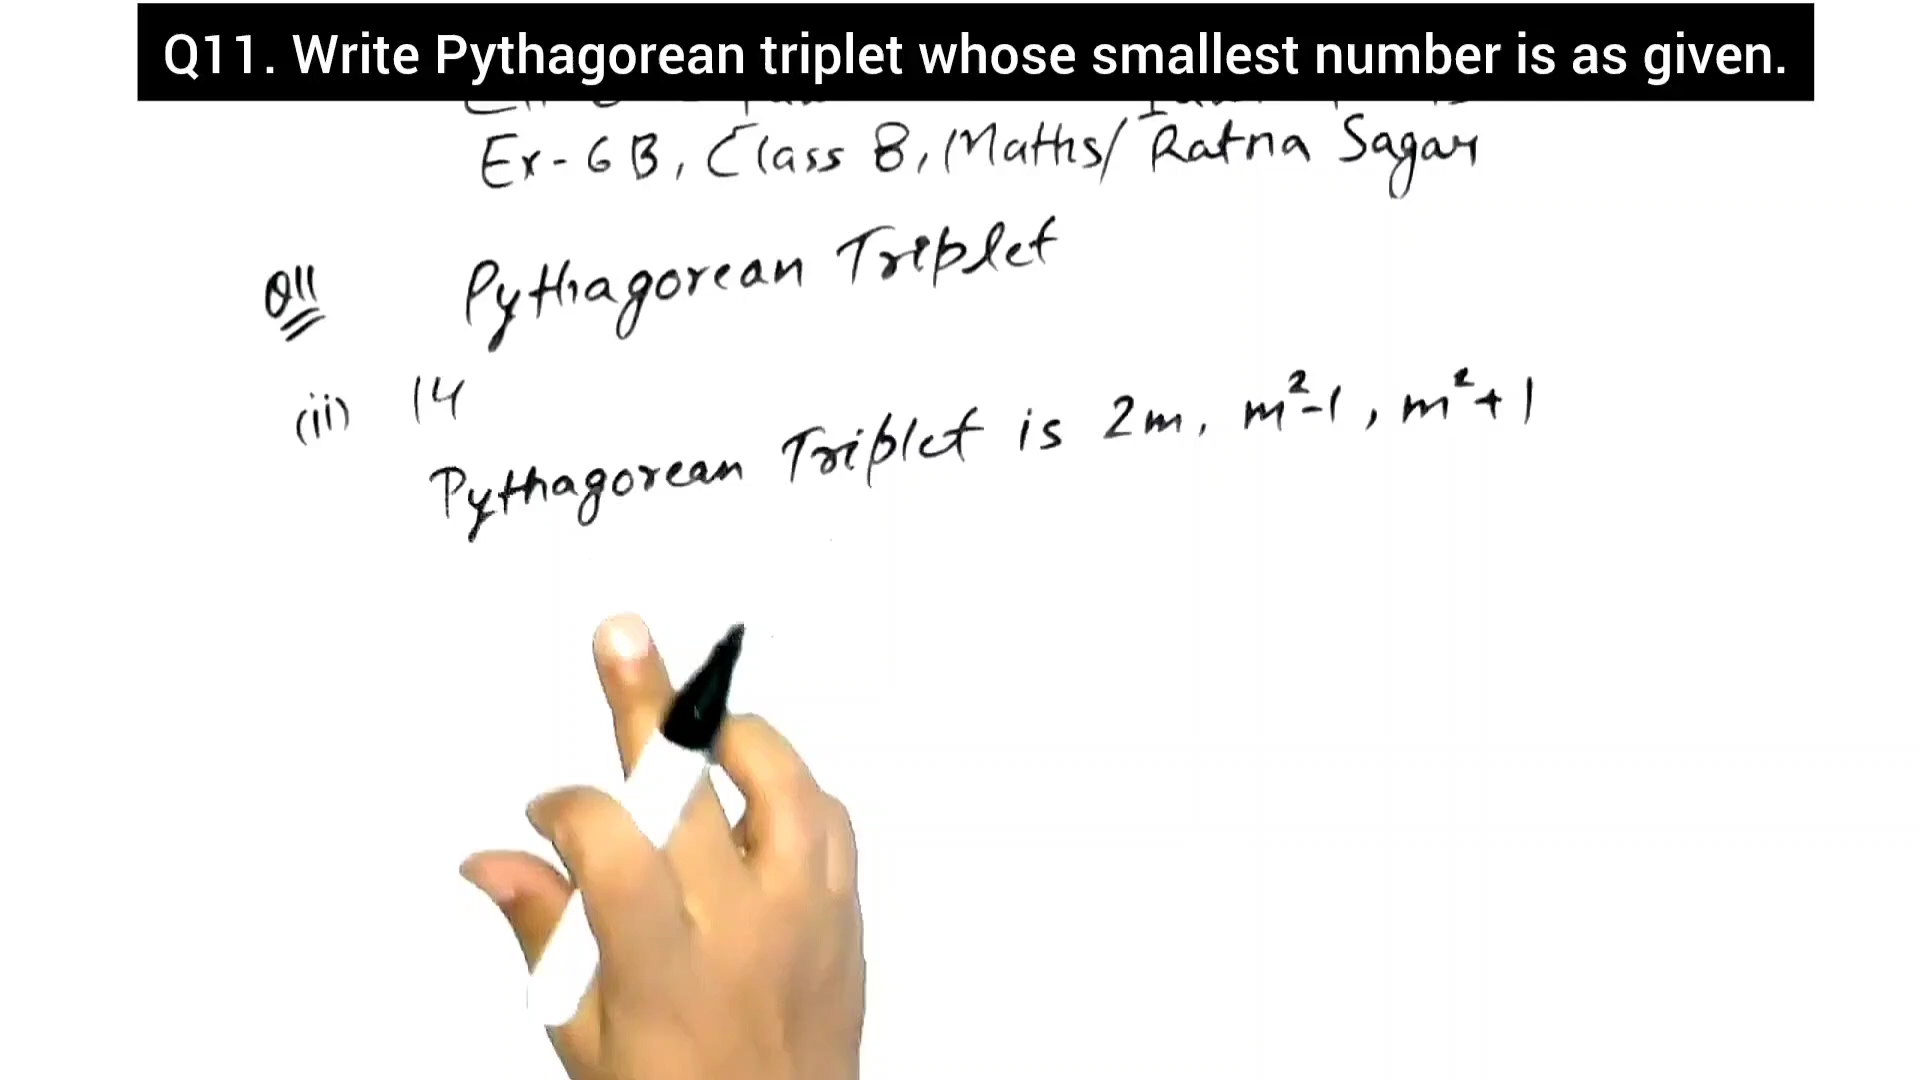 Q11. Write Pythagorean triplet whose smallest number is as given.
Ex-6B, Class 8, Maths/ Ratna Sagar
Q11 Pythagorean Triplet
(ii) 14
Pythagorean Triplet is 2m, m²-1, m²+1